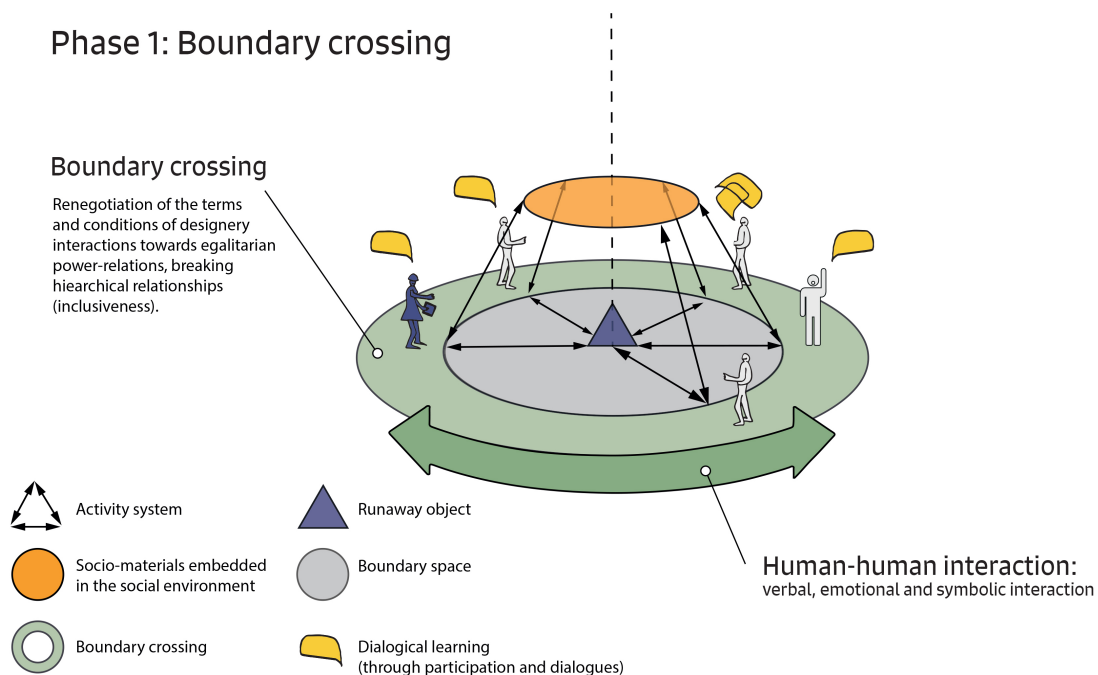 Phase 1: Boundary crossing
Boundary crossing
Renegotiation of the terms
and conditions of designery
interactions towards egalitarian
power-relations, breaking
hiearchical relationships
(inclusiveness).
Activity system
Runaway object
Socio-materials embedded
in the social environment
Boundary space
Boundary crossing
Dialogical learning
(through participation and dialogues)
Human-human interaction:
verbal, emotional and symbolic interaction